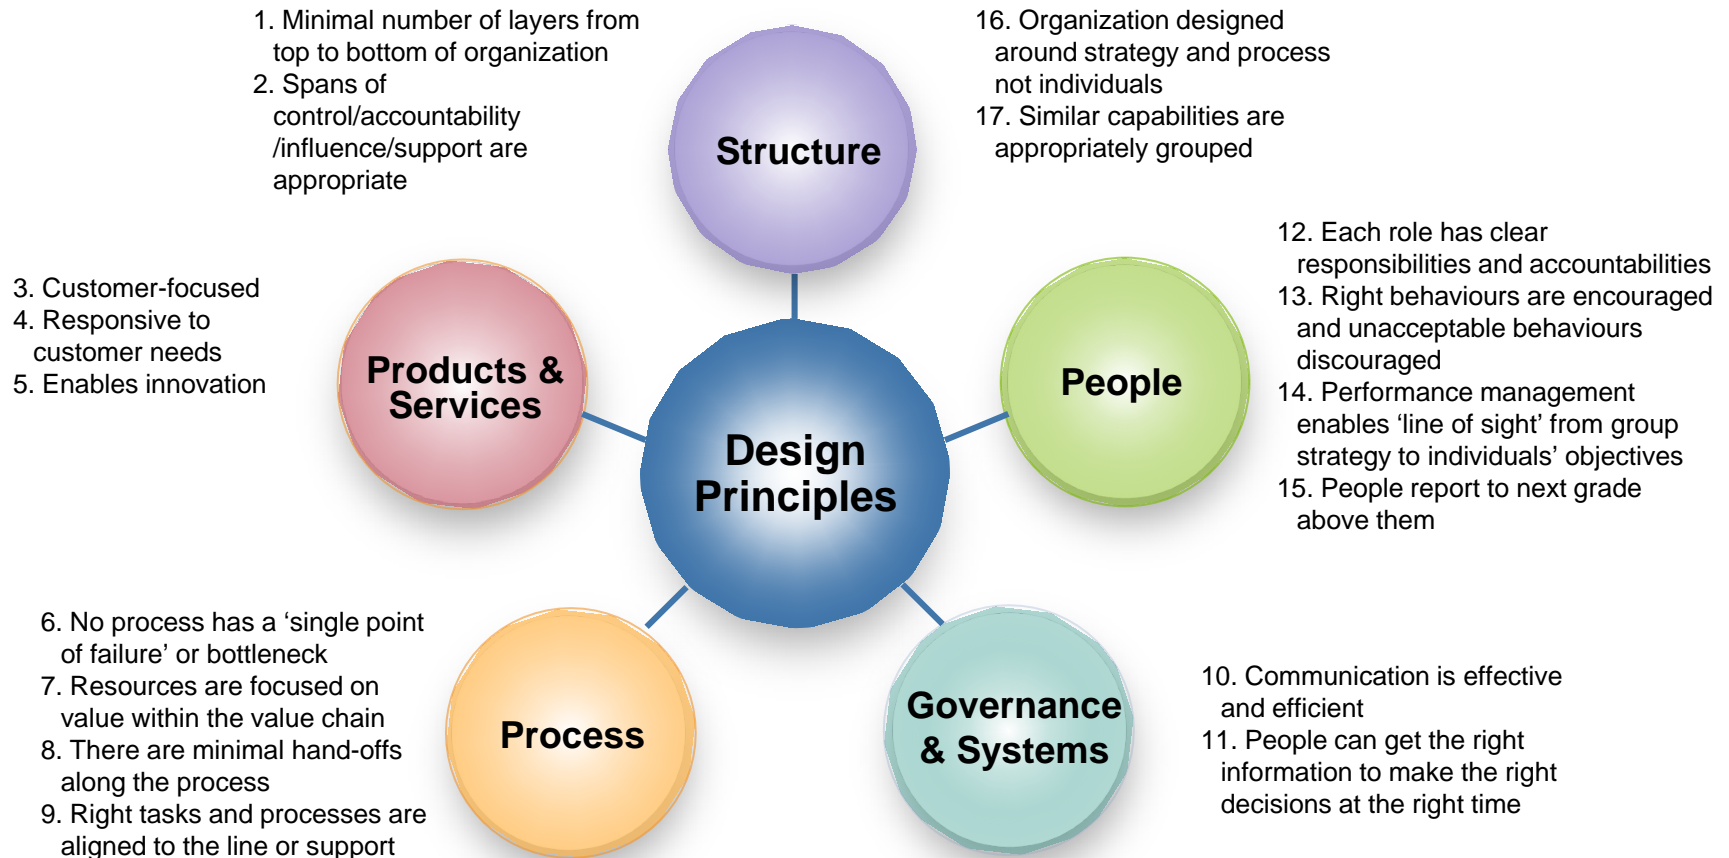 1. Minimal number of layers from
top to bottom of organization
2. Spans of
control/accountability
/influence/support are
appropriate
16. Organization designed
around strategy and process
not individuals
17. Similar capabilities are
appropriately grouped
Structure
3. Customer-focused
4. Responsive to
customer needs
5. Enables innovation
Products &
Services
People
12. Each role has clear
responsibilities and accountabilities
13. Right behaviours are encouraged
and unacceptable behaviours
discouraged
14. Performance management
enables ‘line of sight’ from group
strategy to individuals’ objectives
15. People report to next grade
above them
Design
Principles
6. No process has a ‘single point
of failure’ or bottleneck
7. Resources are focused on
value within the value chain
8. There are minimal hand-offs
along the process
9. Right tasks and processes are
aligned to the line or support
Process
Governance
& Systems
10. Communication is effective
and efficient
11. People can get the right
information to make the right
decisions at the right time